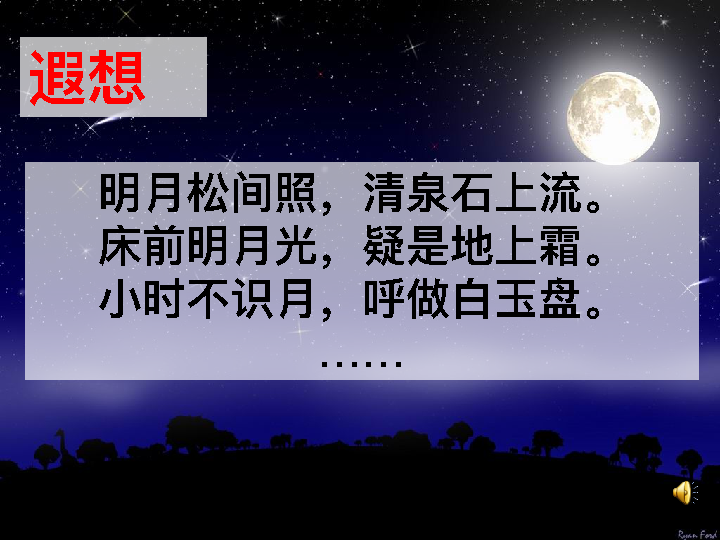 遐想
明月松间照，清泉石上流。
床前明月光，疑是地上霜。
小时不识月，呼做白玉盘。
……
Ryan Ford